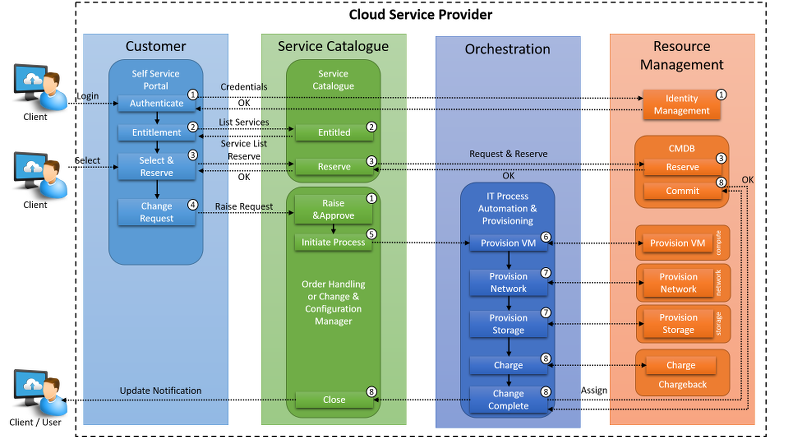 Cloud Service Provider
Customer
Service Catalogue
Orchestration
Resource
Management
Self Service
Portal
Service
Catalogue
Login
Authenticate
1
Credentials
OK
Identity
Management
1
Client
Entitlement
2
List Services
Service List
Entitled
2
Select
Select &
Reserve
3
Reserve
OK
Reserve
3
Request & Reserve
OK
CMDB
Reserve
3
Commit
8
OK
Client
Change
Request
4
Raise Request
Raise
&Approve
1
Initiate Process
5
IT Process
Automation &
Provisioning
Provision VM
6
Provision VM
compute
Order Handling
or Change &
Configuration
Manager
Provision
Network
7
Provision
Network
network
Provision
Storage
7
Provision
Storage
storage
Charge
8
Charge
Chargeback
Update Notification
Close
8
Change
Complete
8
Assign
Client / User